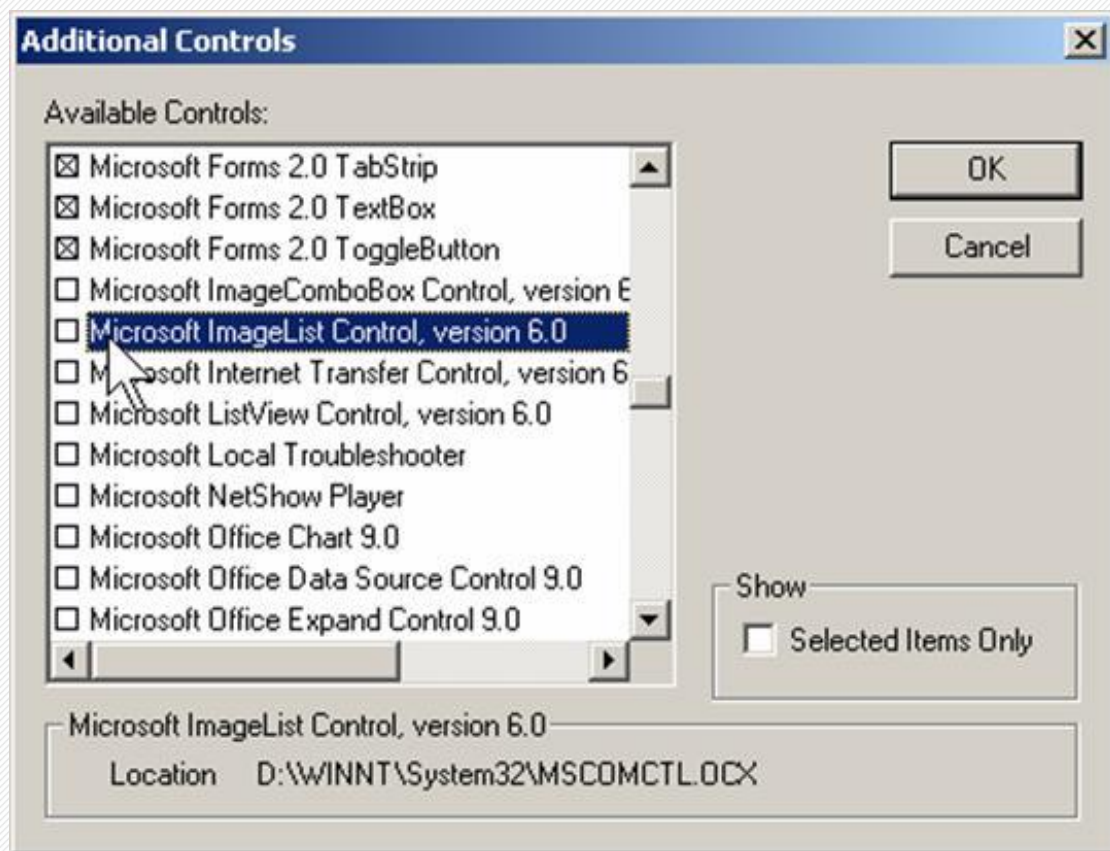 Additional Controls
Available Controls:
Microsoft Forms 2.0 TabStrip
Microsoft Forms 2.0 TextBox
Microsoft Forms 2.0 ToggleButton
Microsoft ImageComboBox Control, version
Microsoft ImageList Control, version 6.0
Microsoft Internet Transfer Control, version 6
Microsoft ListView Control, version 6.0
Microsoft Local Troubleshooter
Microsoft NetShow Player
Microsoft Office Chart 9.0
Microsoft Office Data Source Control 9.0
Microsoft Office Expand Control 9.0
OK
Cancel
Show
Selected Items Only
Microsoft ImageList Control, version 6.0
Location D:\WINNT\System32\MSCOMCTL.OCX